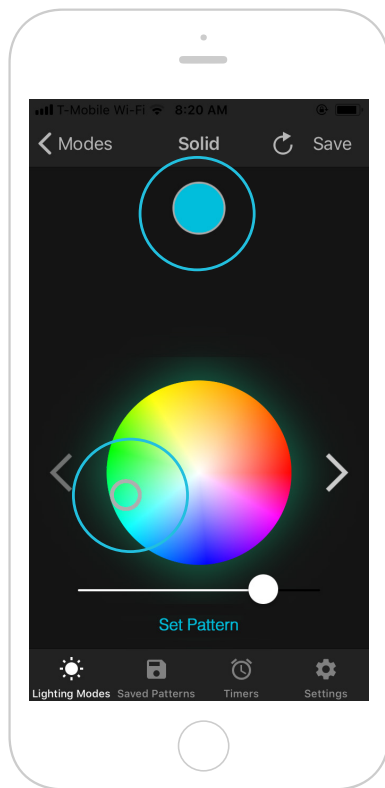 T-Mobile Wi-Fi 8:20 AM
Modes Solid Save
Set Pattern
Lighting Modes Saved Patterns Timers Settings